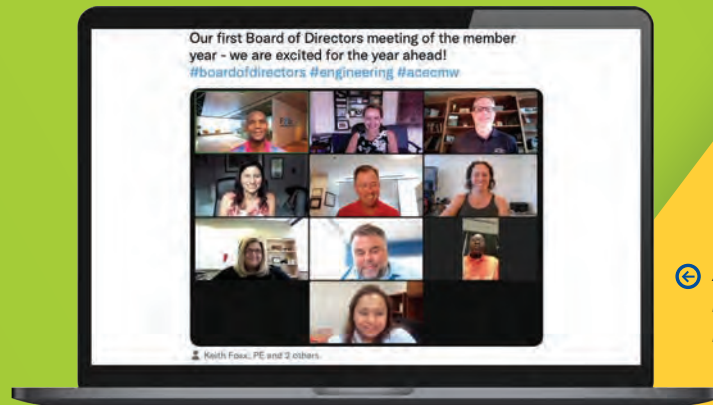 Our first Board of Directors meeting of the member
year - we are excited for the year ahead!
#boardofdirectors #engineering #acecmw
Keith Foxx, PE and 2 others